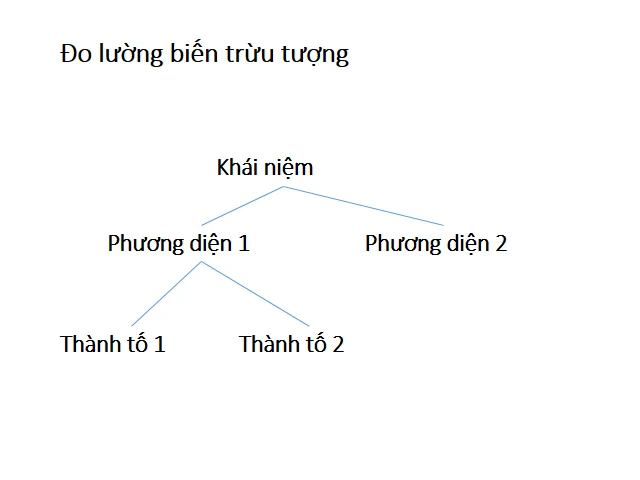 Đo lường biến trừu tượng
Khái niệm
Phương diện 1 Phương diện 2
Thành tố 1 Thành tố 2